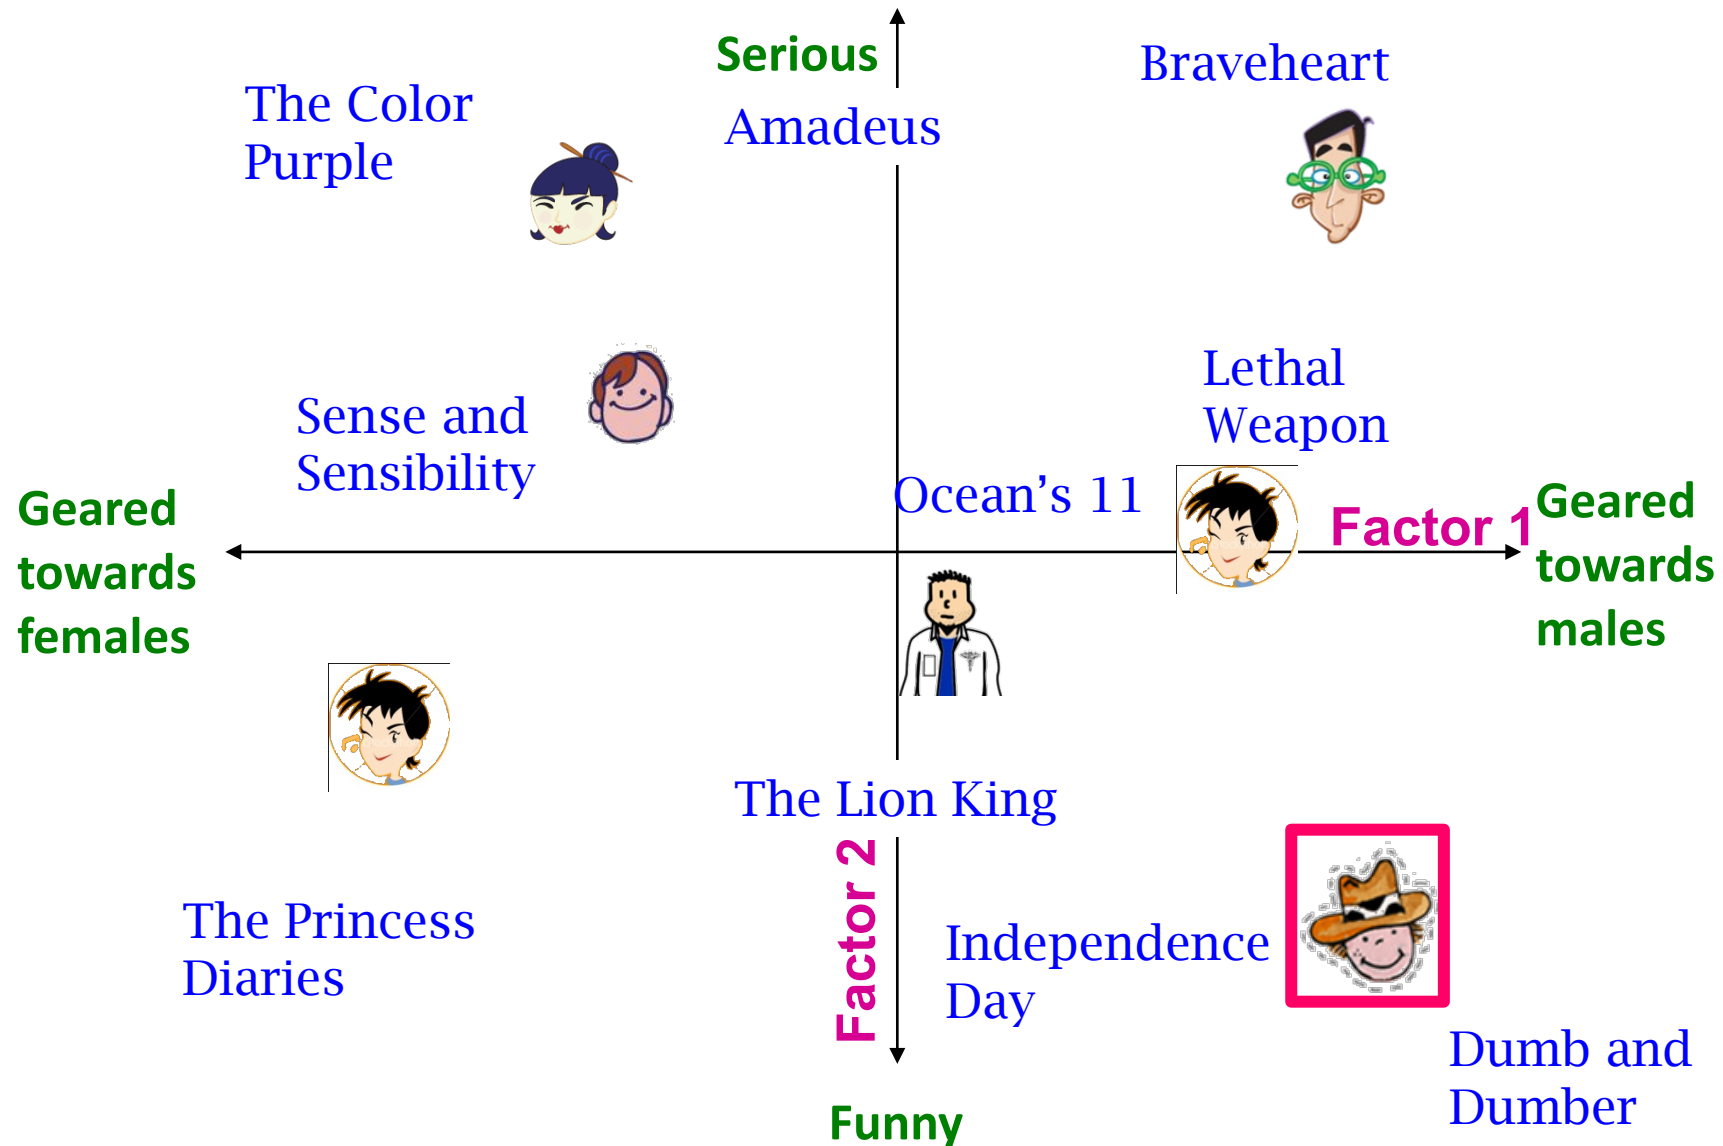 Serious
Braveheart
The Color
Purple
Amadeus
Lethal
Weapon
Sense and
Sensibility
Ocean’s 11
Geared
towards
females
Factor 1
Geared
towards
males
The Lion King
Factor 2
The Princess
Diaries
Independence
Day
Dumb and
Dumber
Funny